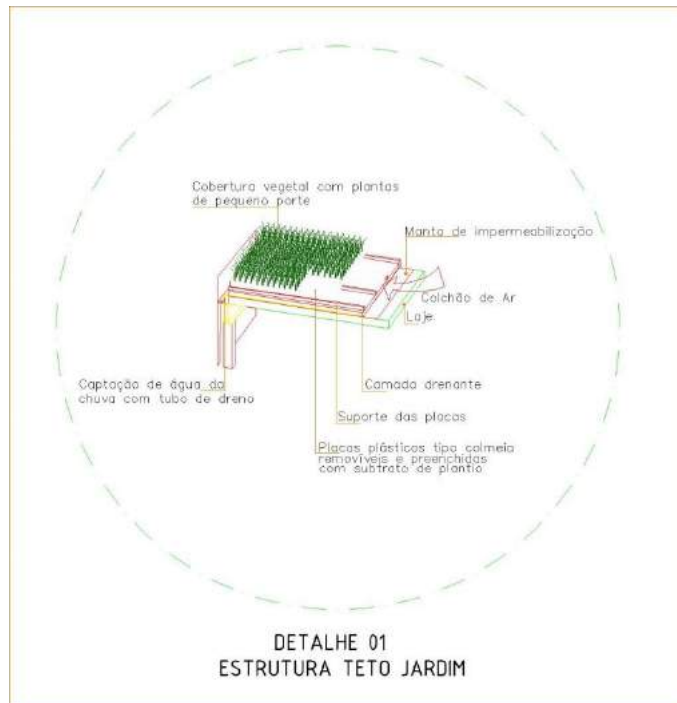 Cobertura vegetal com plantas
de pequeno porte
Manta de impermeabilização
Colchão de Ar
Laje
Captação de água da
chuva com tubo de dreno
Camada drenante
Suporte das placas
Placas plásticas tipo colmeia
removíveis e preenchidas
com substrato de plantio
DETALHE 01
ESTRUTURA TETO JARDIM